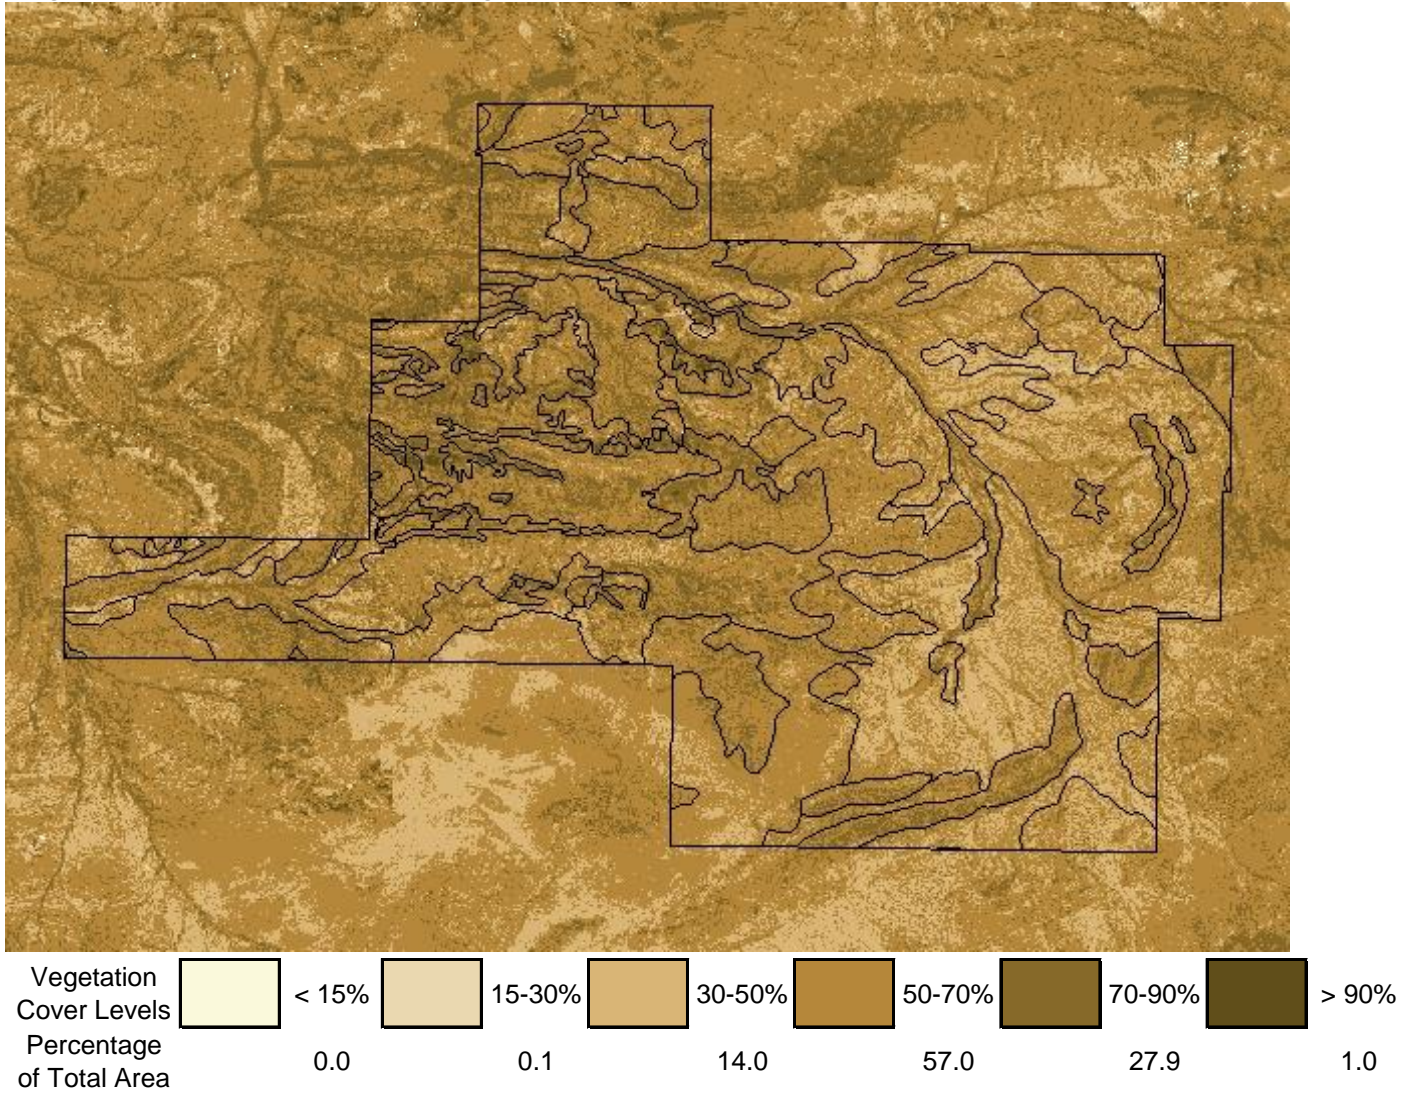 Vegetation
Cover Levels
< 15% 15-30% 30-50% 50-70% 70-90% > 90%
Percentage
of Total Area
0.0 0.1 14.0 57.0 27.9 1.0